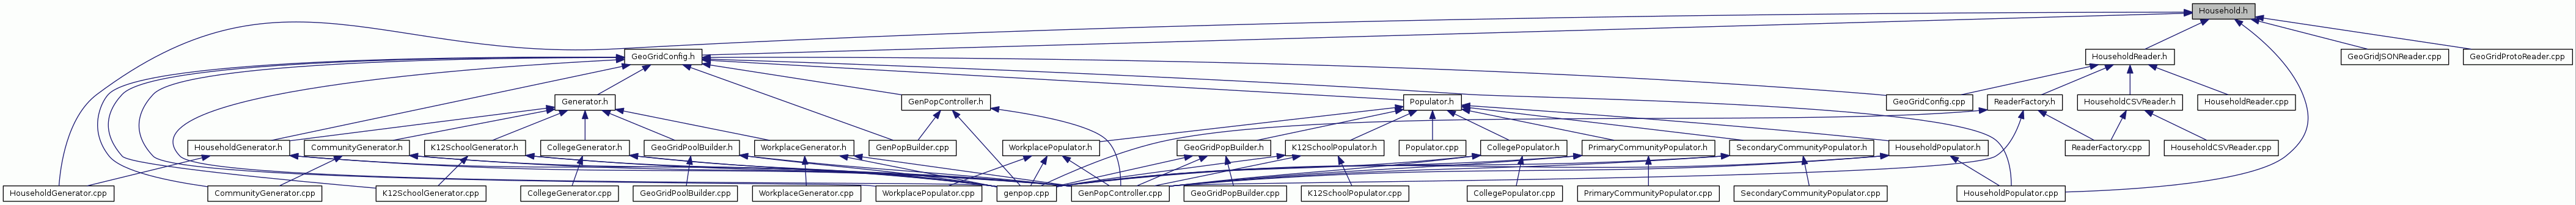 Household.h
GeoGridConfig.h
HouseholdReader.h
GeoGridJSONReader.cpp
GeoGridProtoReader.cpp
Generator.h
GenPopController.h
Populator.h
GeoGridConfig.cpp
ReaderFactory.h
HouseholdCSVReader.h
HouseholdReader.cpp
HouseholdGenerator.h
CommunityGenerator.h
K12SchoolGenerator.h
CollegeGenerator.h
GeoGridPoolBuilder.h
WorkplaceGenerator.h
GenPopBuilder.cpp
WorkplacePopulator.h
GeoGridPopBuilder.h
K12SchoolPopulator.h
Populator.cpp
CollegePopulator.h
PrimaryCommunityPopulator.h
SecondaryCommunityPopulator.h
HouseholdPopulator.h
ReaderFactory.cpp
HouseholdCSVReader.cpp
HouseholdGenerator.cpp
CommunityGenerator.cpp
K12SchoolGenerator.cpp
CollegeGenerator.cpp
GeoGridPoolBuilder.cpp
WorkplaceGenerator.cpp
WorkplacePopulator.cpp
genpop.cpp
GenPopController.cpp
GeoGridPopBuilder.cpp
K12SchoolPopulator.cpp
CollegePopulator.cpp
PrimaryCommunityPopulator.cpp
SecondaryCommunityPopulator.cpp
HouseholdPopulator.cpp